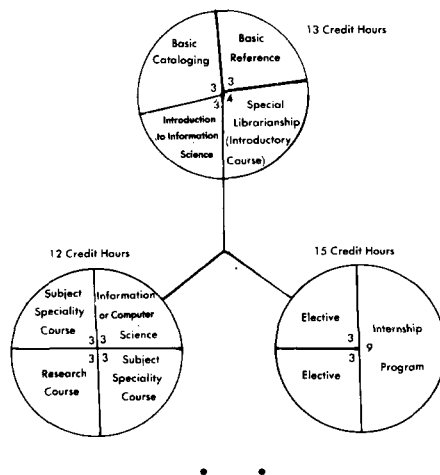 13 Credit Hours
Basic
Cataloging
Basic
Reference
3
3
3
4
Introduction
to Information
Science
Special
Librarianship
(Introductory
Course)
12 Credit Hours
15 Credit Hours
Subject
Speciality
Course
Information
or Computer
Science
3
3
3
3
Research
Course
Subject
Speciality
Course
Elective
3
3
9
Elective
Internship
Program